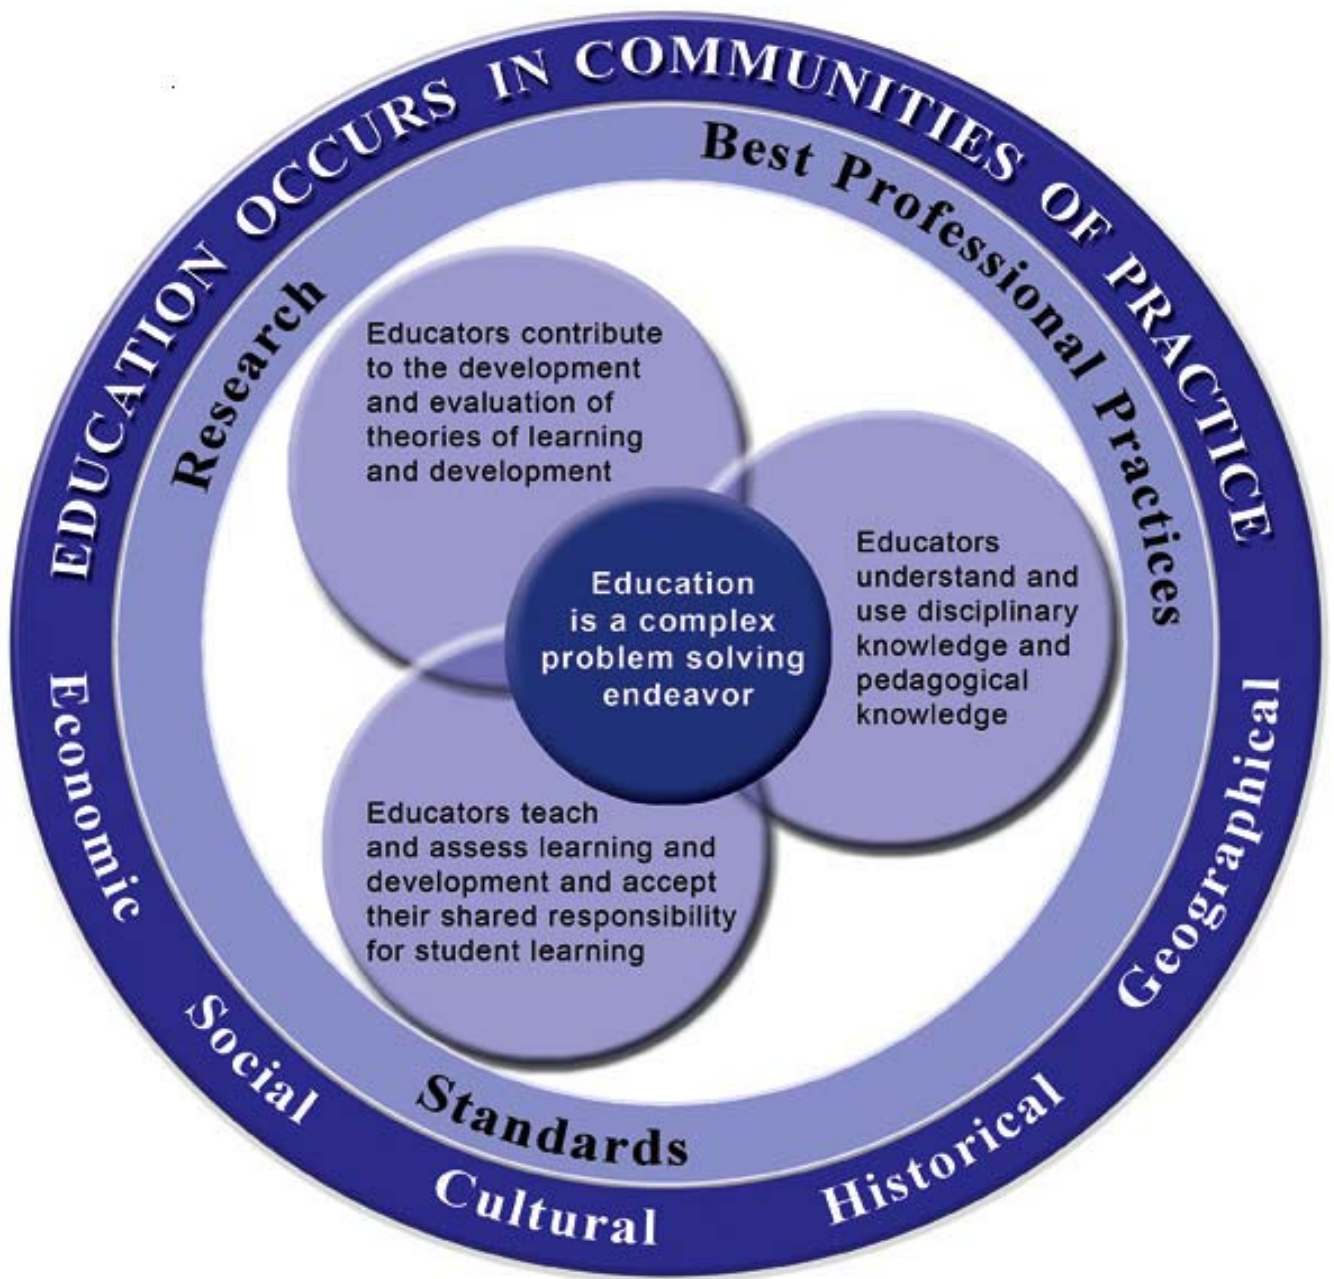 EDUCATION OCCURS IN COMMUNITIES OF PRACTICE
Best Professional Practices
Research
Educators contribute
to the development
and evaluation of
theories of learning
and development
Education
is a complex
problem solving
endeavor
Educators
understand and
use disciplinary
knowledge and
pedagogical
knowledge
Educators teach
and assess learning and
development and accept
their shared responsibility
for student learning
Standards
Economic
Social
Cultural
Historical
Geographical